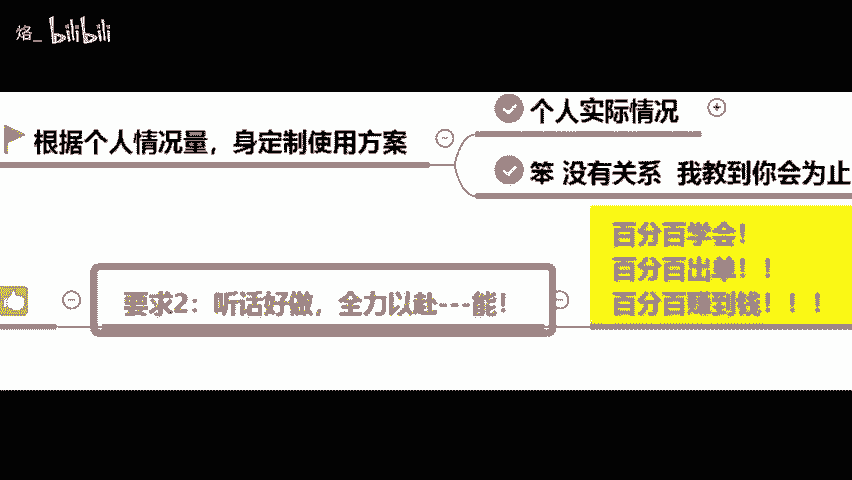 烙_ bilibili
个人实际情况
根据个人情况量，身定制使用方案
笨 没有关系 我教到你会为止
百分百学会！
百分百出单！！
百分百赚到钱！！！
要求2：听话好做，全力以赴---能！